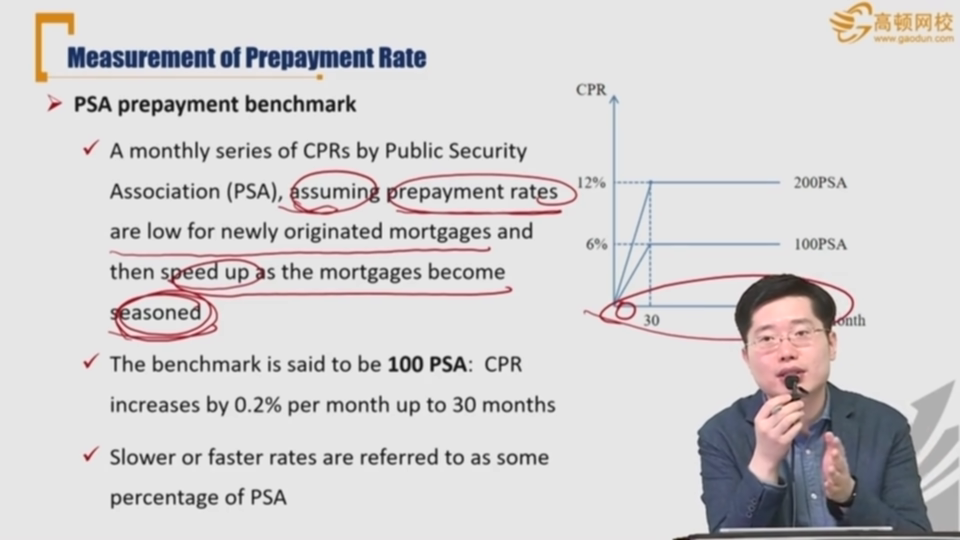 高顿网校
www.gaodun.com
Measurement of Prepayment Rate
PSA prepayment benchmark
A monthly series of CPRs by Public Security
Association (PSA), assuming prepayment rates
are low for newly originated mortgages and
then speed up as the mortgages become
seasoned
The benchmark is said to be 100 PSA: CPR
increases by 0.2% per month up to 30 months
Slower or faster rates are referred to as some
percentage of PSA
CPR
12%
200PSA
6%
100PSA
30